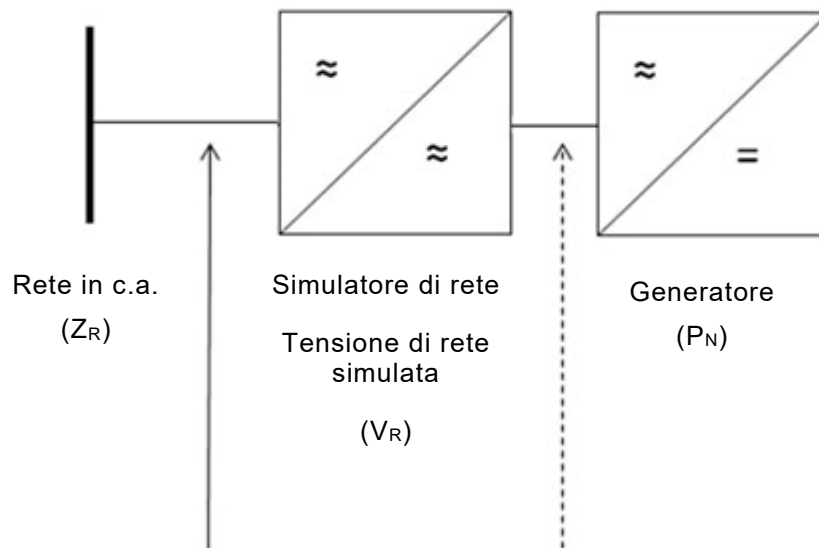 ≈
≈
≈
=
Rete in c.a.
(ZR)
Simulatore di rete
Tensione di rete
simulata
(VR)
Generatore
(PN)